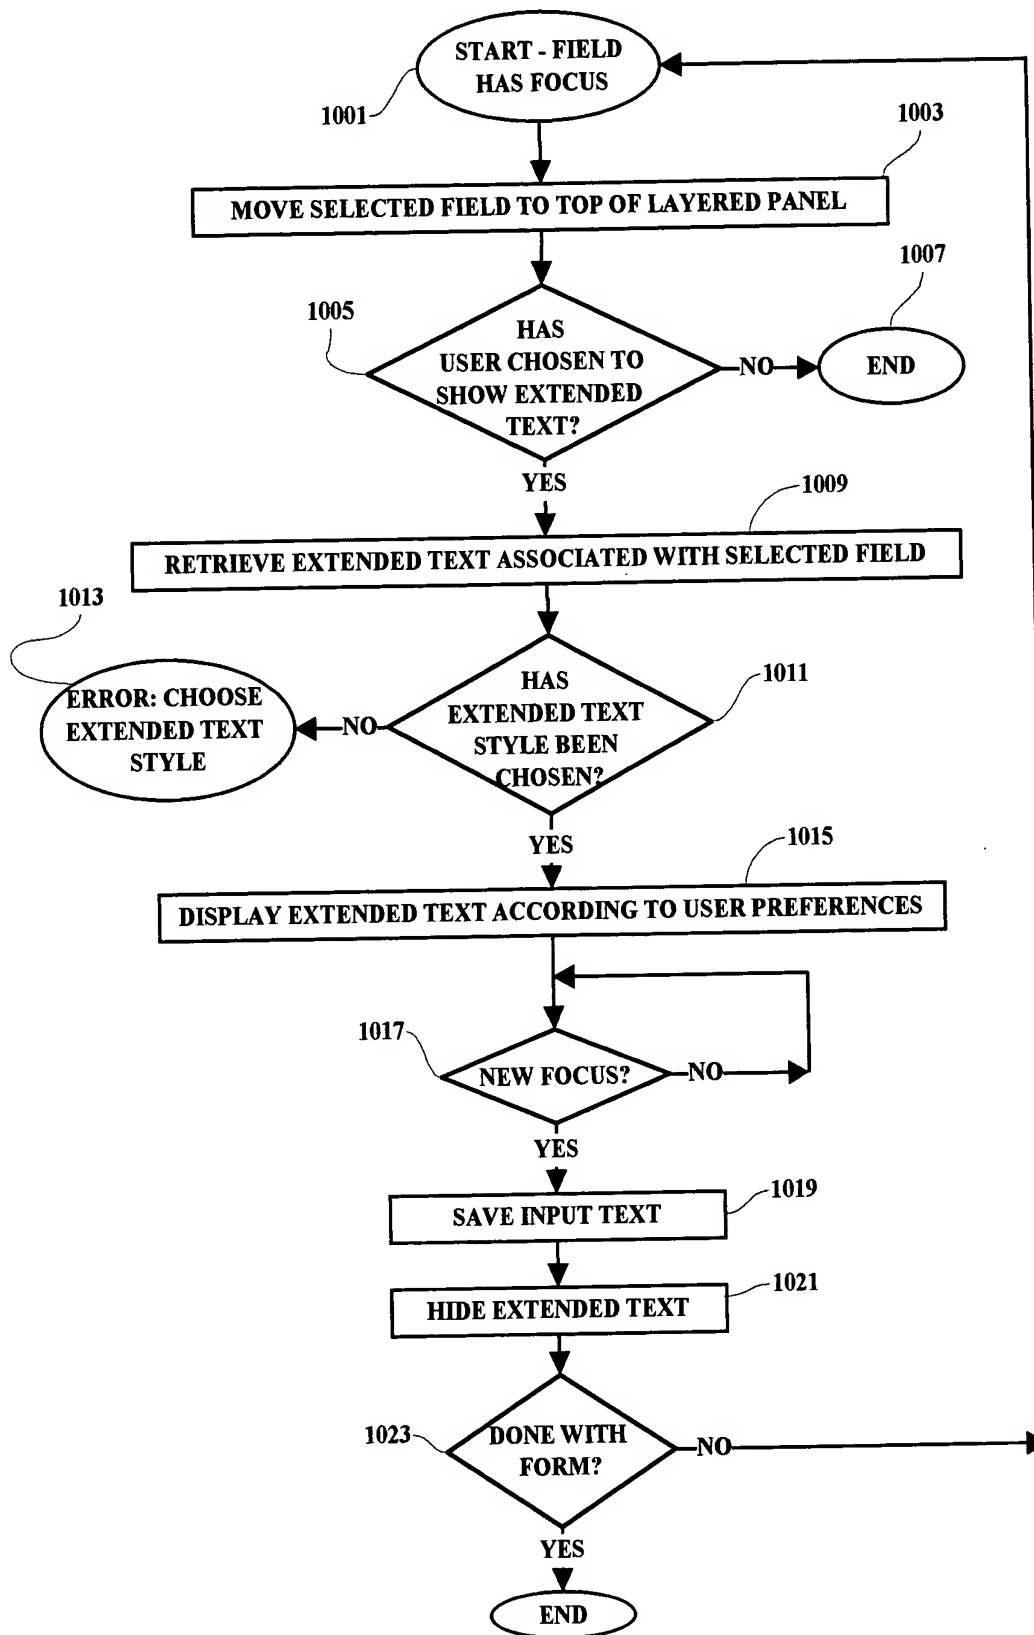 START - FIELD
HAS FOCUS
1001
1003
MOVE SELECTED FIELD TO TOP OF LAYERED PANEL
1005
HAS
USER CHOSEN TO
SHOW EXTENDED
TEXT?
NO
1007
END
YES
1009
RETRIEVE EXTENDED TEXT ASSOCIATED WITH SELECTED FIELD
1013
ERROR: CHOOSE
EXTENDED TEXT
STYLE
NO
HAS
EXTENDED TEXT
STYLE BEEN
CHOSEN?
1011
YES
1015
DISPLAY EXTENDED TEXT ACCORDING TO USER PREFERENCES
1017
NEW FOCUS?
NO
YES
SAVE INPUT TEXT
1019
HIDE EXTENDED TEXT
1021
1023
DONE WITH
FORM?
NO
YES
END